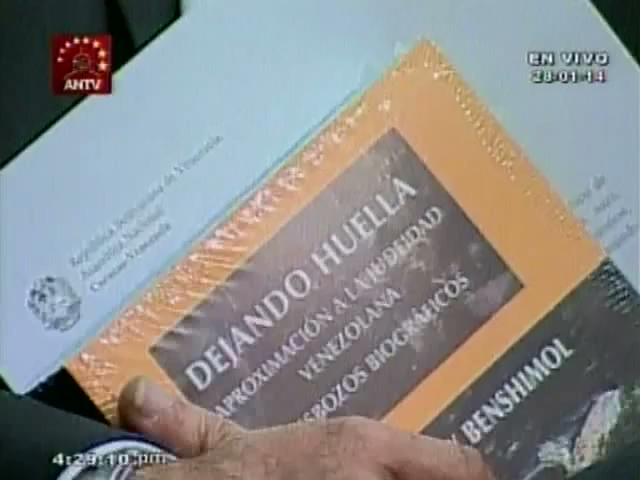 ANTV
EN VIVO
28-01-14
República Bolivariana de Venezuela
Asamblea Nacional
Caracas-Venezuela
DEJANDO HUELLA
APROXIMACIÓN A LA JUDEIDAD
VENEZOLANA
ESBOZOS BIOGRÁFICOS
BENSHIMOL
4:29:10 pm